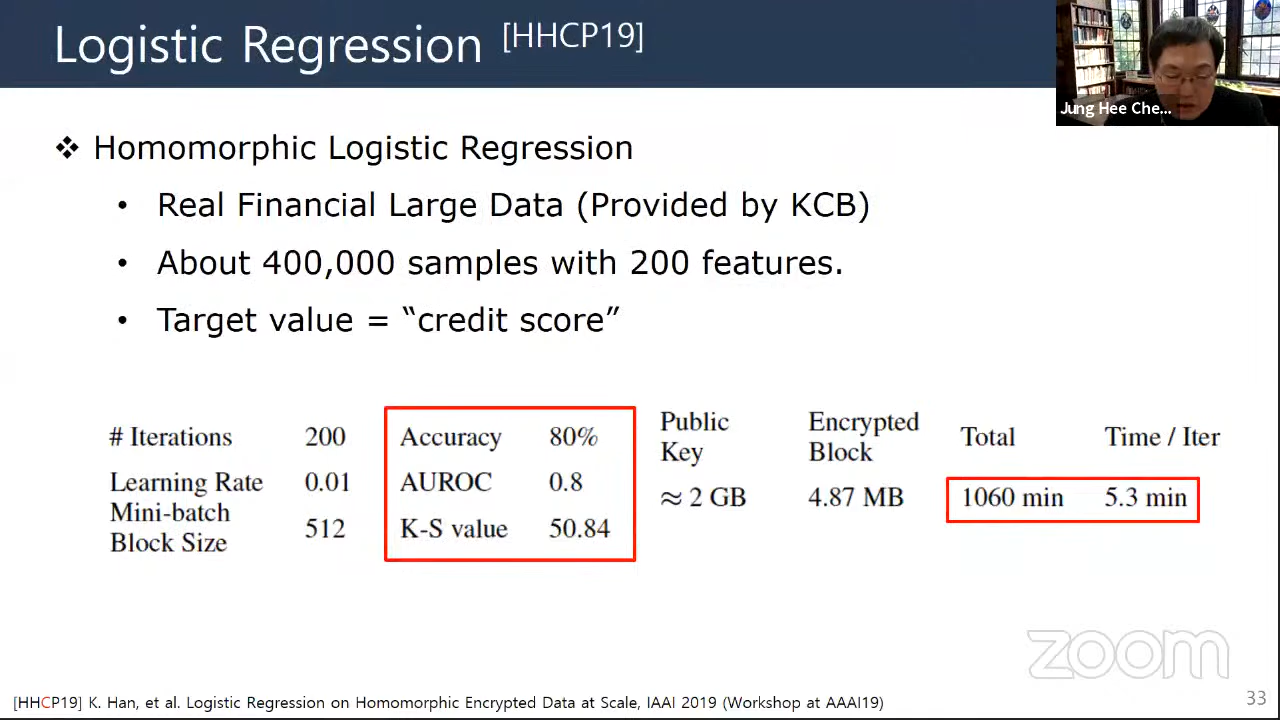 Logistic Regression [HHCP19]
Jung Hee Che...
❖ Homomorphic Logistic Regression
• Real Financial Large Data (Provided by KCB)
• About 400,000 samples with 200 features.
• Target value = “credit score”
# Iterations 200
Learning Rate 0.01
Mini-batch
Block Size 512
Accuracy 80%
AUROC 0.8
K-S value 50.84
Public
Key
≈ 2 GB
Encrypted
Block
4.87 MB
Total Time / Iter
1060 min 5.3 min
zoom
[HHCP19] K. Han, et al. Logistic Regression on Homomorphic Encrypted Data at Scale, IAAI 2019 (Workshop at AAAI19)
33